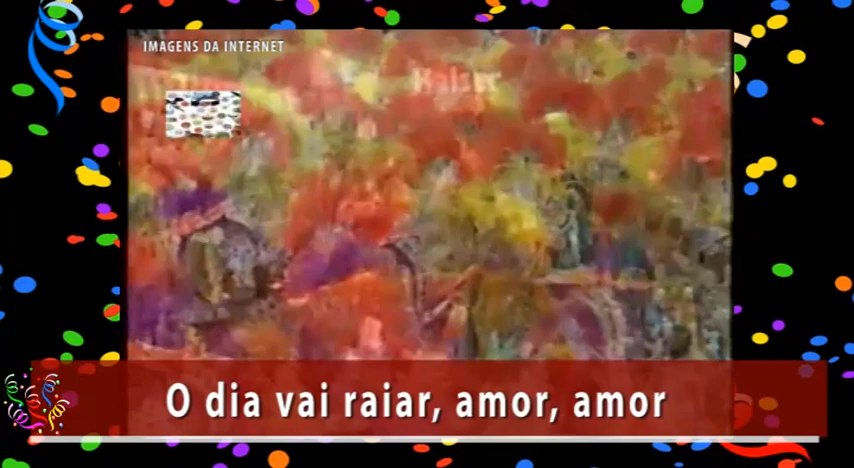 IMAGENS DA INTERNET
Kaiser
O dia vai raiar, amor, amor